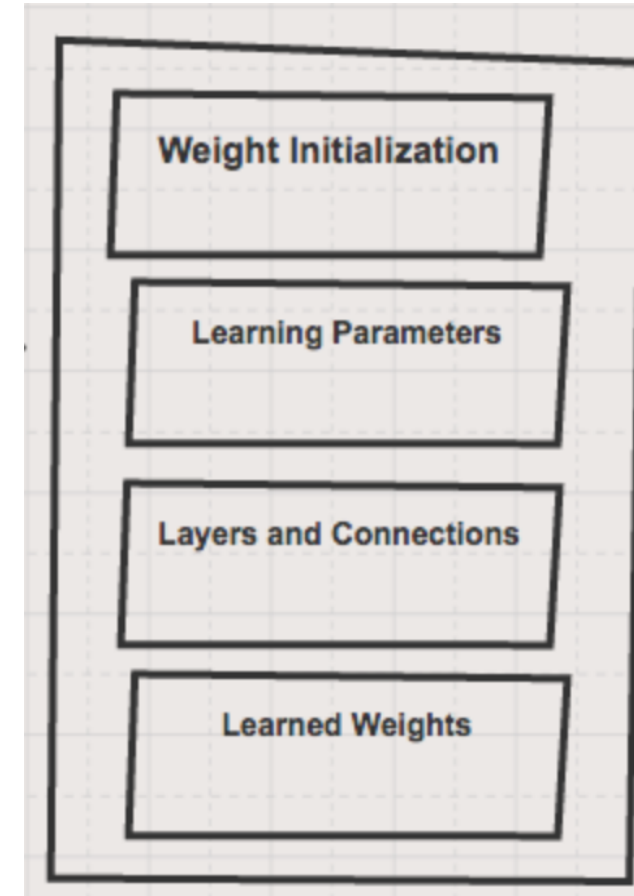 Weight Initialization
Learning Parameters
Layers and Connections
Learned Weights